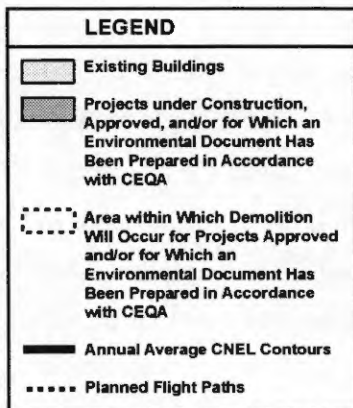 LEGEND
Existing Buildings
Projects under Construction,
Approved, and/or for Which an
Environmental Document Has
Been Prepared in Accordance
with CEQA
Area within Which Demolition
Will Occur for Projects Approved
and/or for Which an
Environmental Document Has
Been Prepared in Accordance
with CEQA
Annual Average CNEL Contours
Planned Flight Paths